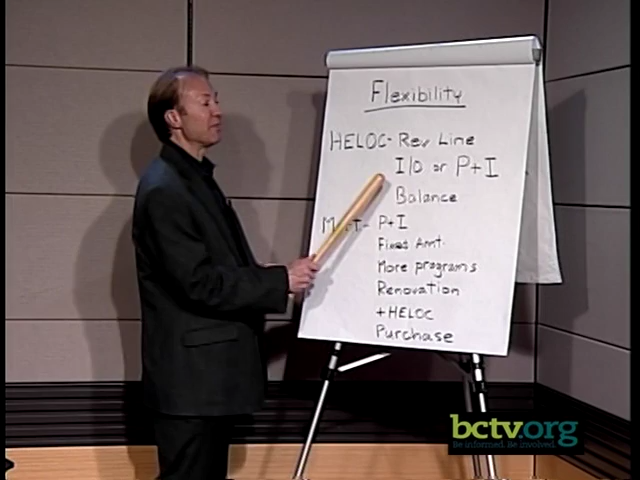 Flexibility
HELOC - Rev Line
I/O or P+I
Balance
P+I
Fixed Amt.
More programs
Renovation
+HELOC
Purchase
bctv.org
Be informed. Be involved.